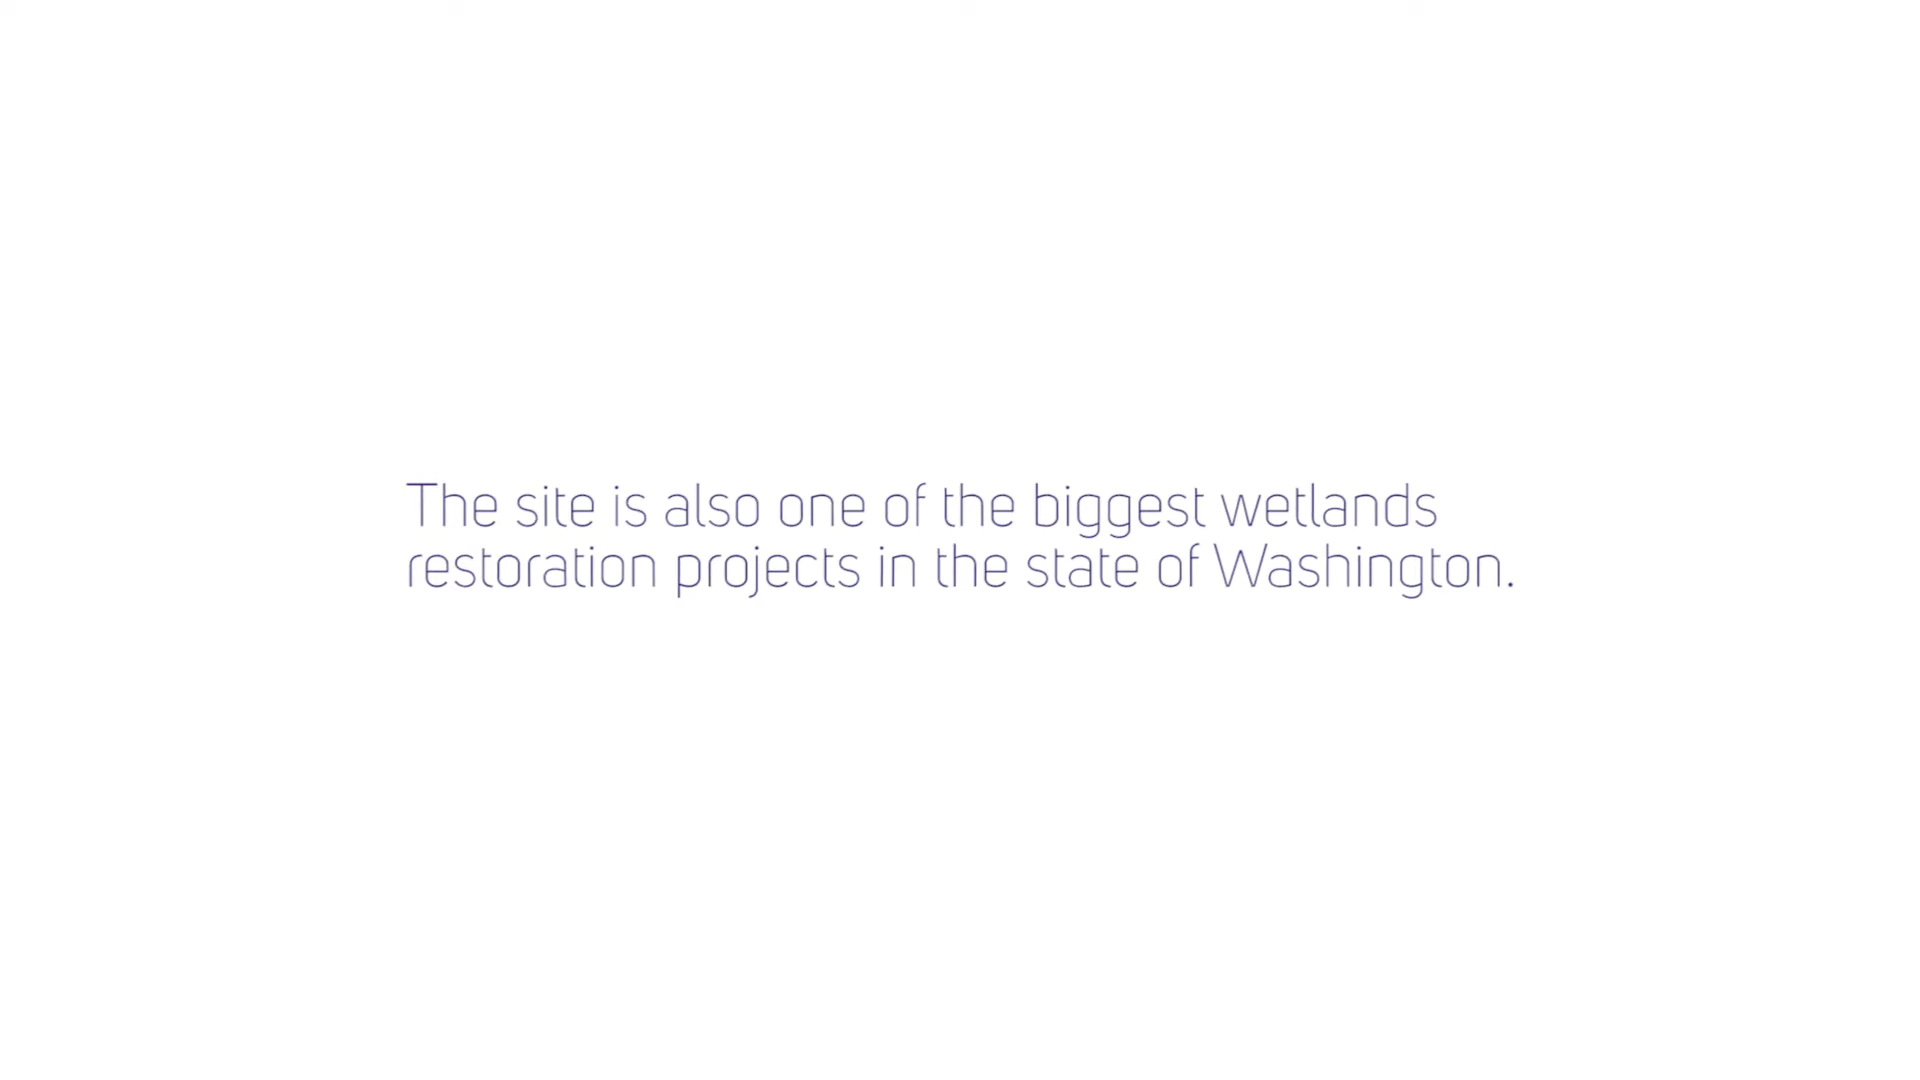 The site is also one of the biggest wetlands
restoration projects in the state of Washington.